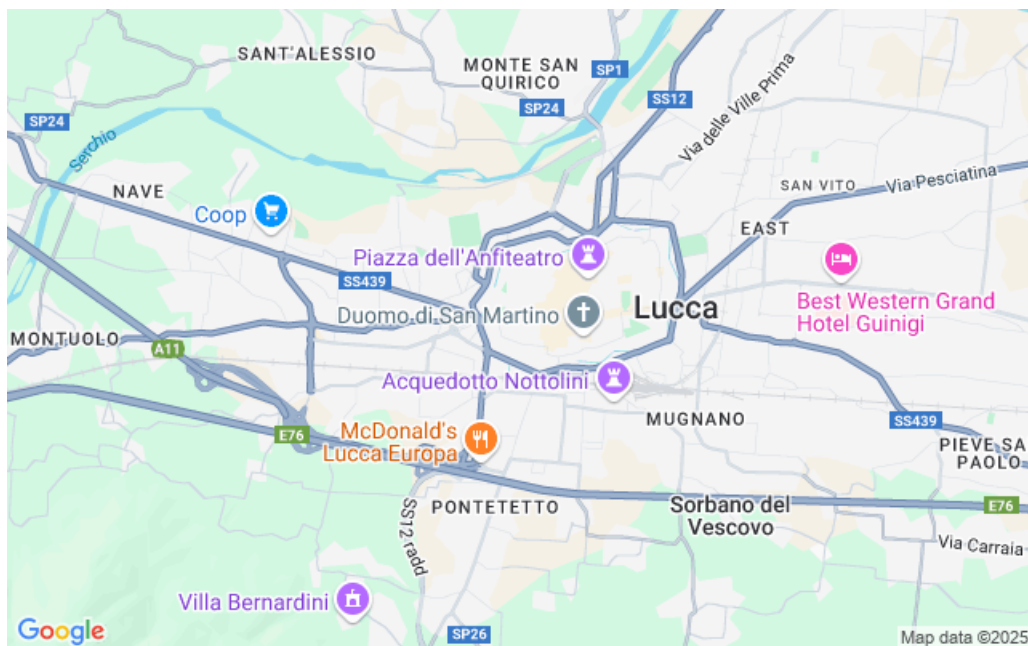 SANT'ALESSIO
MONTE SAN
QUIRICO
SP1
SP24
SS12
Via delle Ville Prima
SP24
Serchio
NAVE
SAN VITO
Via Pesciatina
Coop
EAST
Piazza dell'Anfiteatro
SS439
Best Western Grand
Hotel Guinigi
Duomo di San Martino
Lucca
MONTUOLO
A11
Acquedotto Nottolini
MUGNANO
SS439
McDonald's
Lucca Europa
E76
PIEVE SA
PAOLO
PONTETETTO
Sorbano del
Vescovo
E76
SS12 radd
Via Carraia
Villa Bernardini
SP26
Google
Map data ©2025